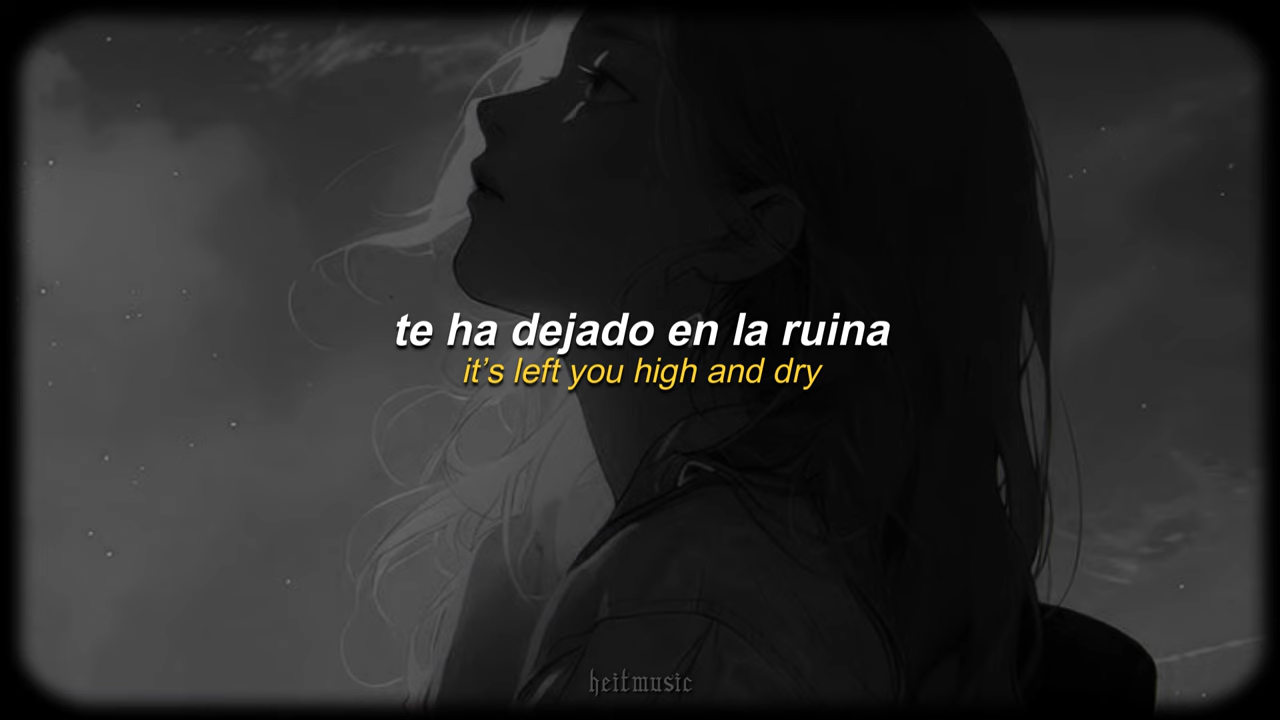 te ha dejado en la ruina
it’s left you high and dry
heitmusic